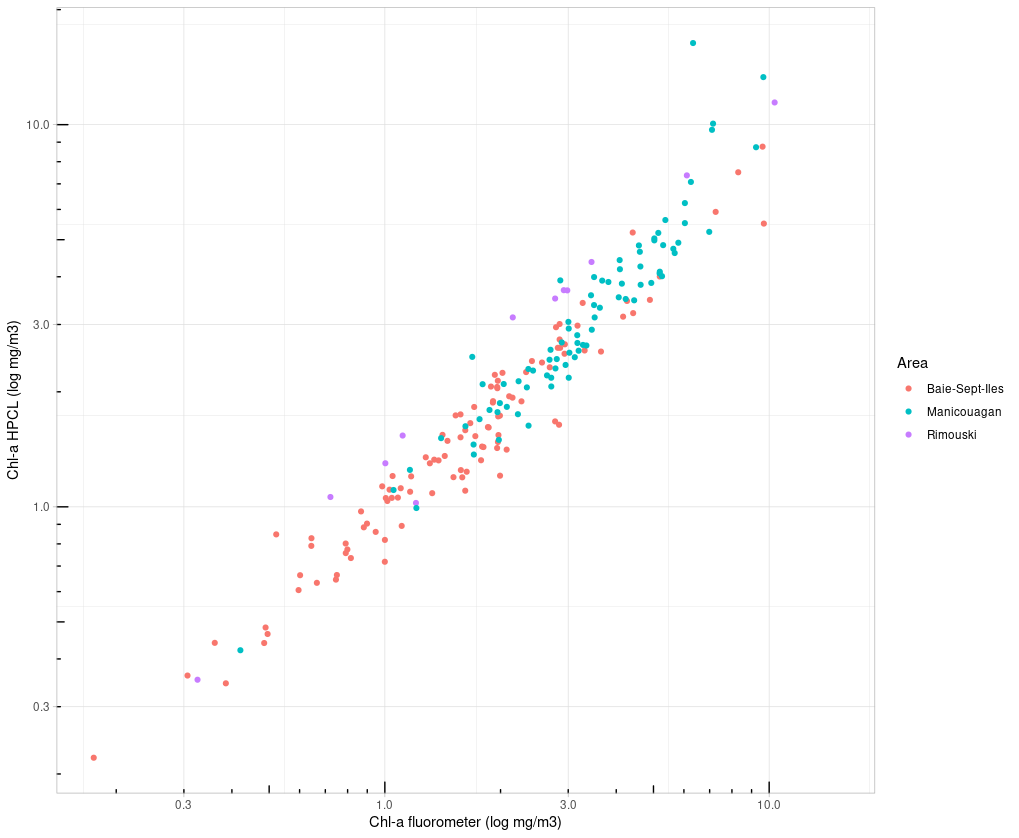 10.0
3.0
1.0
0.3
Chl-a HPCL (log mg/m3)
0.3
1.0
3.0
10.0
Chl-a fluorometer (log mg/m3)
Area
Baie-Sept-Iles
Manicouagan
Rimouski